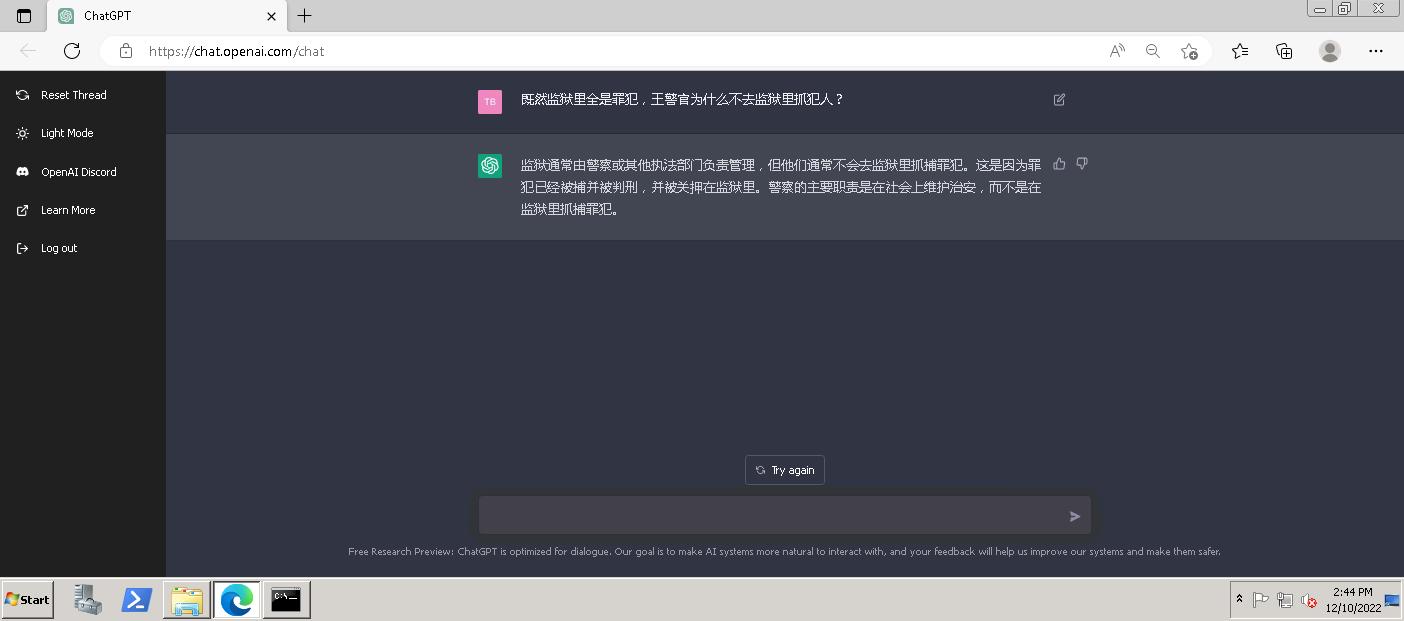 ChatGPT
https://chat.openai.com/chat
Reset Thread
Light Mode
OpenAI Discord
Learn More
Log out
TB
既然监狱里全是罪犯，王警官为什么不去监狱里抓犯人？
监狱通常由警察或其他执法部门负责管理，但他们通常不会去监狱里抓捕罪犯。这是因为罪
犯已经被捕并被判刑，并被关押在监狱里。警察的主要职责是在社会上维护治安，而不是在
监狱里抓捕罪犯。
Try again
Free Research Preview: ChatGPT is optimized for dialogue. Our goal is to make AI systems more natural to interact with, and your feedback will help us improve our systems and make them safer.
Start
C:\_
2:44 PM
12/10/2022